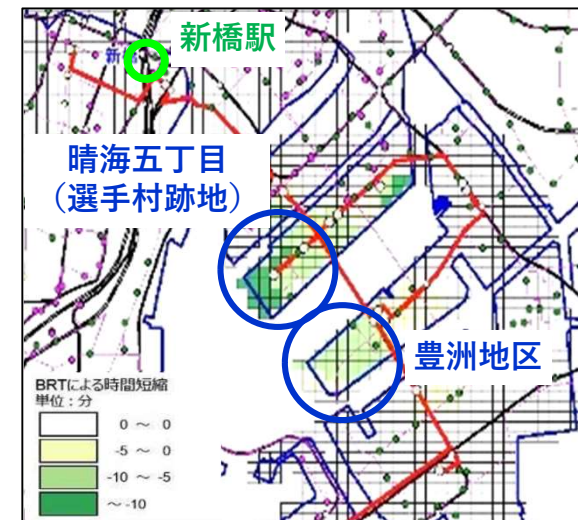 新橋駅
晴海五丁目
（選手村跡地）
豊洲地区
BRTによる時間短縮
単位：分
0 ～ 0
-5 ～ 0
-10 ～ -5
～-10